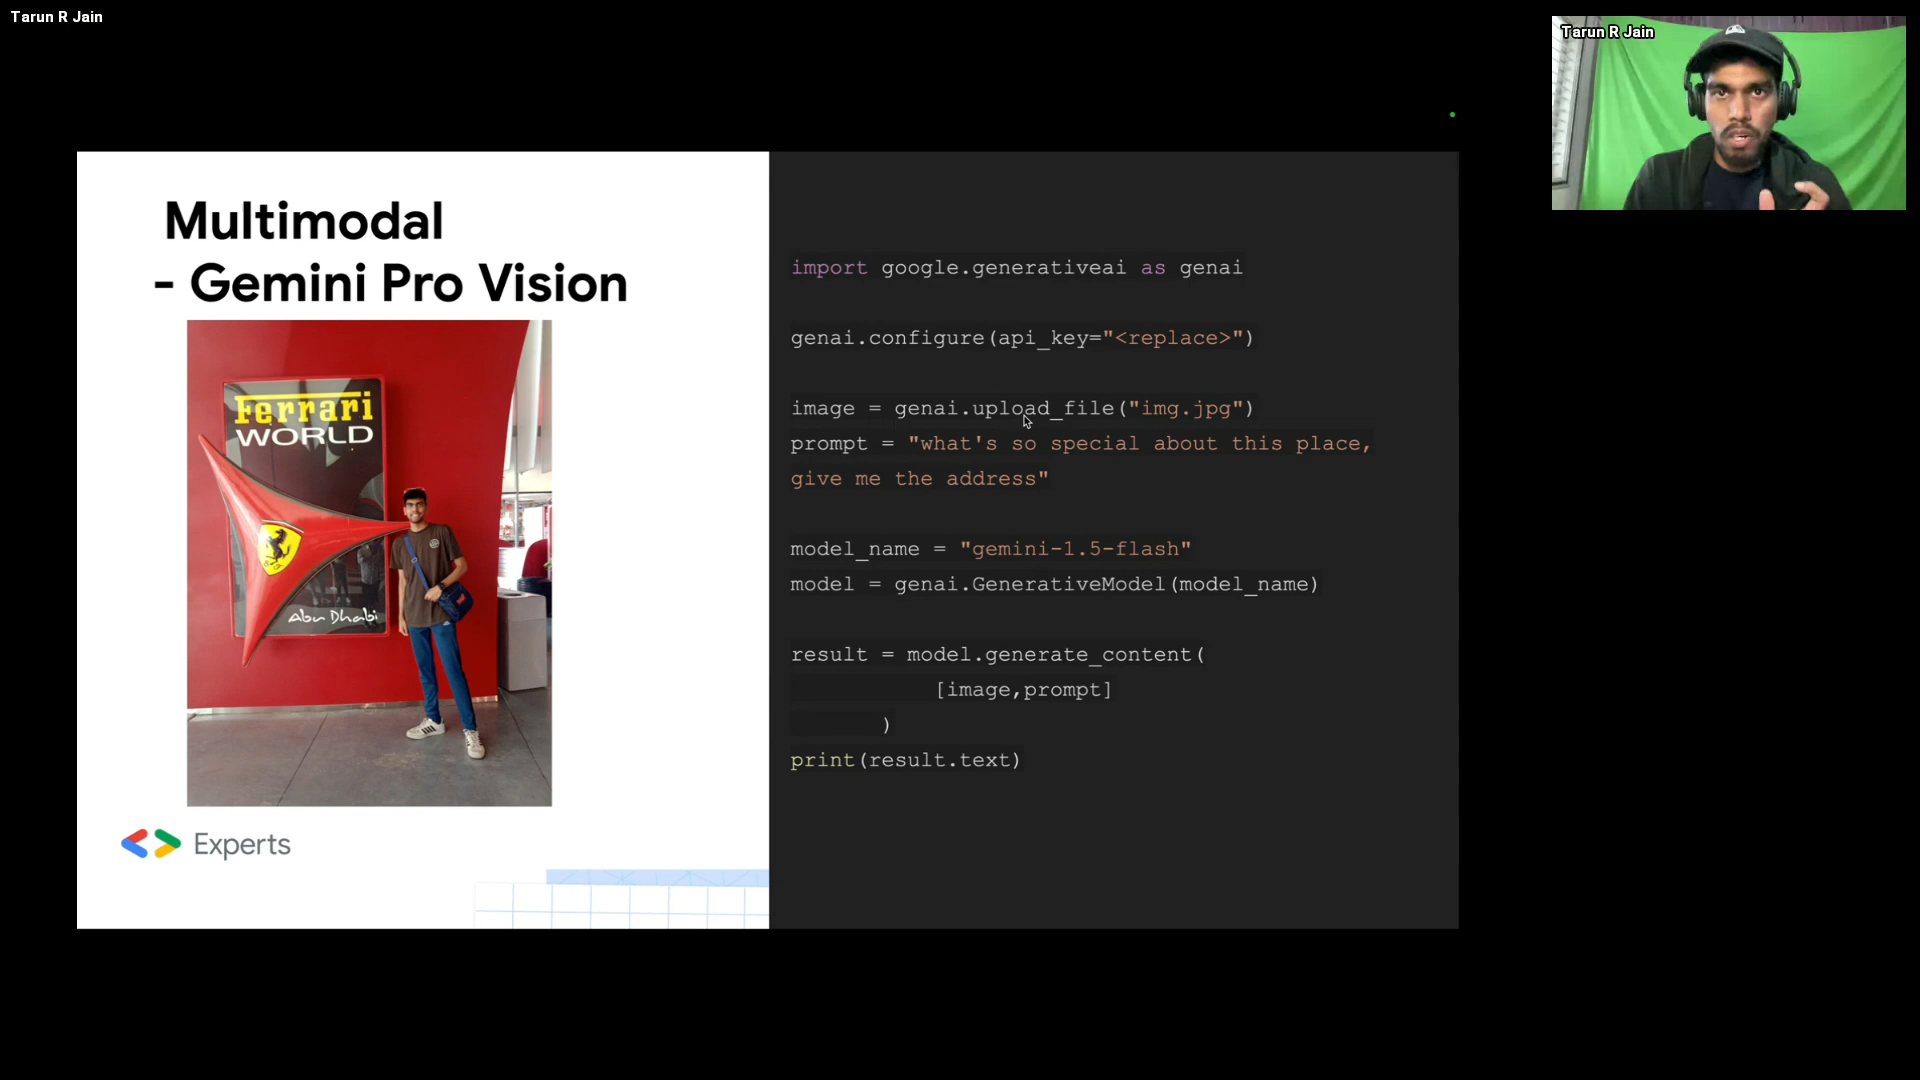 Tarun R Jain
Tarun R Jain
Multimodal
- Gemini Pro Vision
Ferrari
WORLD
Abu Dhabi
Experts
import google.generativeai as genai
genai.configure(api_key="<replace>")
image = genai.upload_file("img.jpg")
prompt = "what's so special about this place,
give me the address"
model_name = "gemini-1.5-flash"
model = genai.GenerativeModel(model_name)
result = model.generate_content(
[image,prompt]
)
print(result.text)